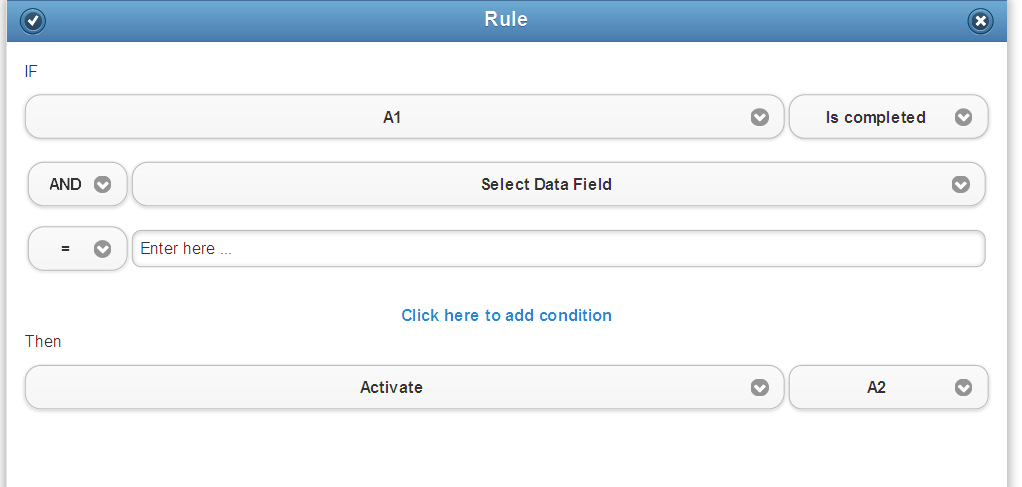 Rule
IF
A1 Is completed
AND Select Data Field
= Enter here ...
Click here to add condition
Then
Activate A2